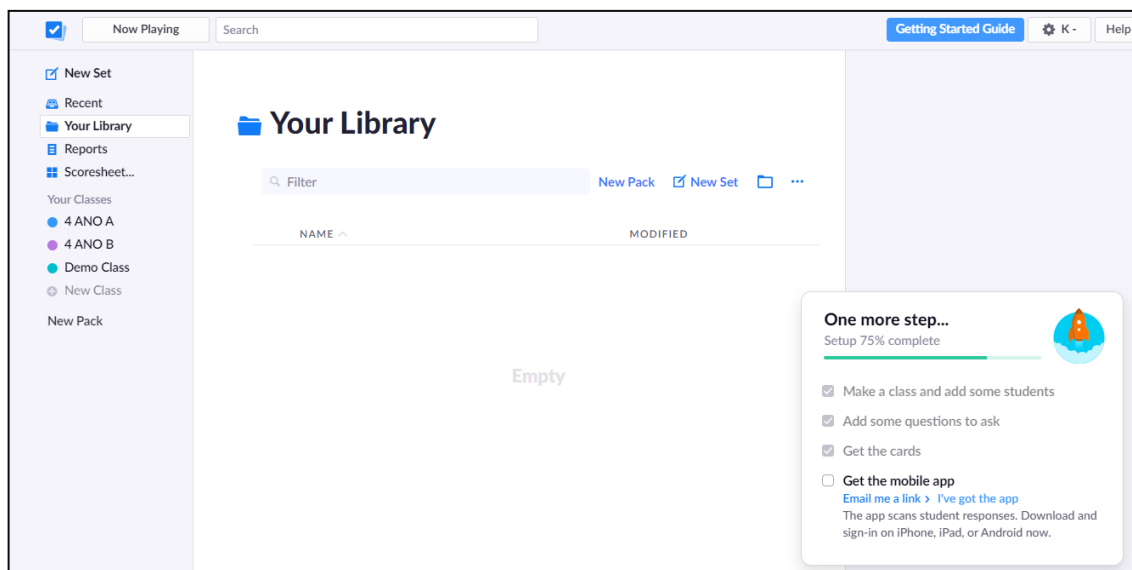 Now Playing
Search
Getting Started Guide
K -
Help
New Set
Recent
Your Library
Reports
Scoresheet...
Your Classes
4 ANO A
4 ANO B
Demo Class
New Class
New Pack
Your Library
Filter
New Pack
New Set
...
NAME
MODIFIED
Empty
One more step...
Setup 75% complete
Make a class and add some students
Add some questions to ask
Get the cards
Get the mobile app
Email me a link > I've got the app
The app scans student responses. Download and
sign-in on iPhone, iPad, or Android now.